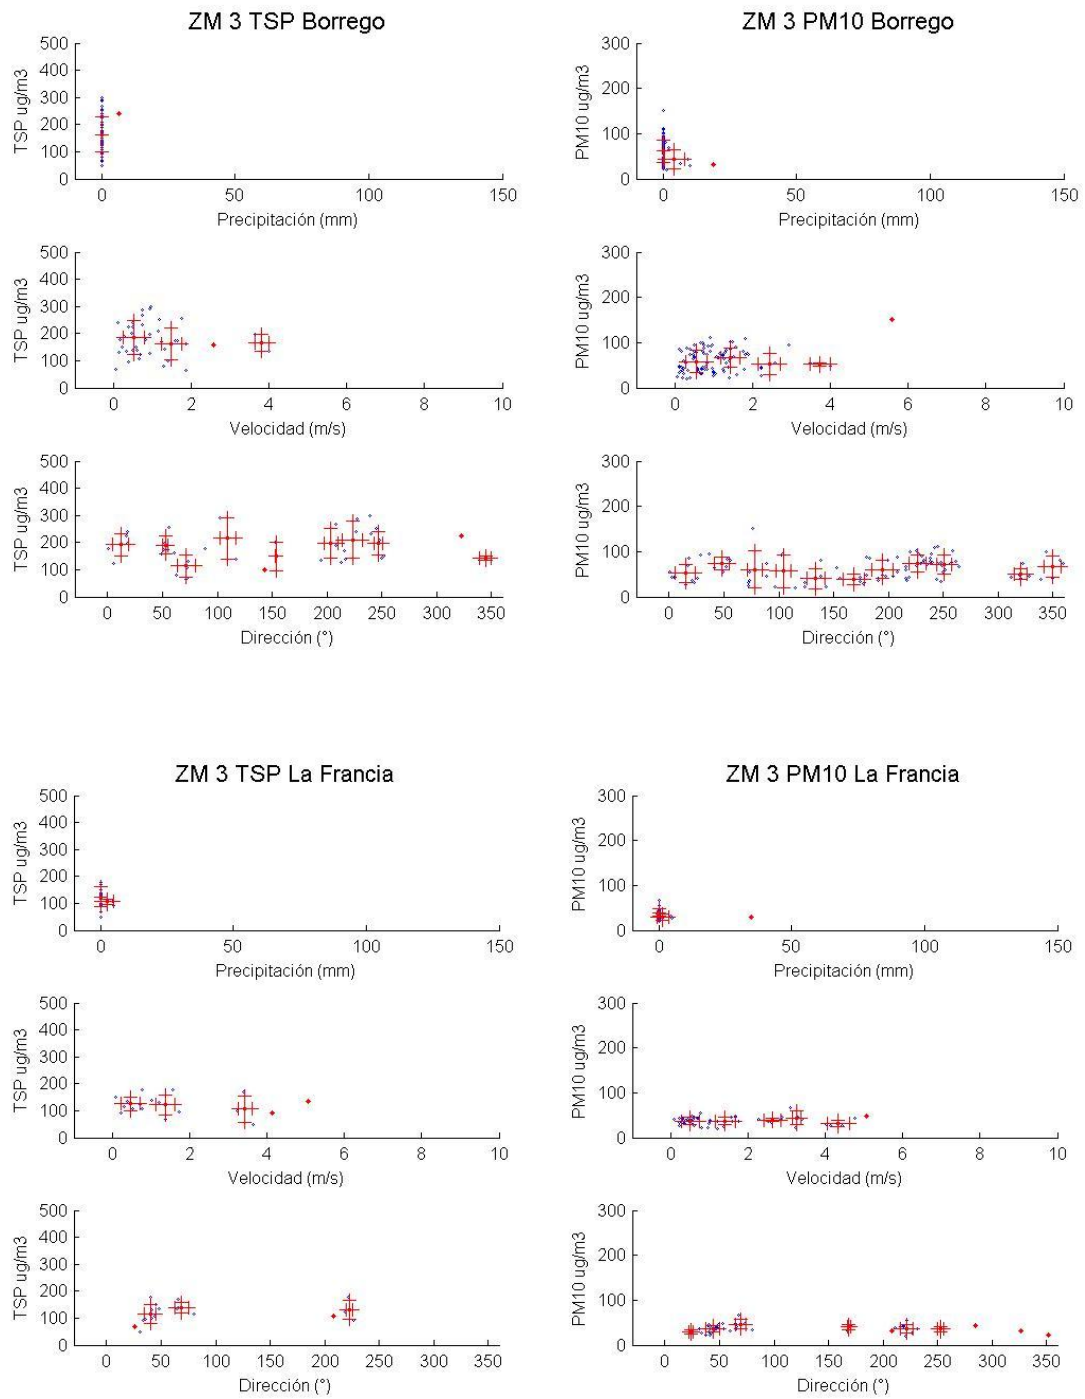 ZM 3 TSP Borrego
500
400
300
200
100
0
TSP ug/m3
0 50 100 150
Precipitación (mm)
500
400
300
200
100
0
TSP ug/m3
0 2 4 6 8 10
Velocidad (m/s)
500
400
300
200
100
0
TSP ug/m3
0 50 100 150 200 250 300 350
Dirección (°)
ZM 3 PM10 Borrego
300
200
100
0
PM10 ug/m3
0 50 100 150
Precipitación (mm)
300
200
100
0
PM10 ug/m3
0 2 4 6 8 10
Velocidad (m/s)
300
200
100
0
PM10 ug/m3
0 50 100 150 200 250 300 350
Dirección (°)
ZM 3 TSP La Francia
500
400
300
200
100
0
TSP ug/m3
0 50 100 150
Precipitación (mm)
500
400
300
200
100
0
TSP ug/m3
0 2 4 6 8 10
Velocidad (m/s)
500
400
300
200
100
0
TSP ug/m3
0 50 100 150 200 250 300 350
Dirección (°)
ZM 3 PM10 La Francia
300
200
100
0
PM10 ug/m3
0 50 100 150
Precipitación (mm)
300
200
100
0
PM10 ug/m3
0 2 4 6 8 10
Velocidad (m/s)
300
200
100
0
PM10 ug/m3
0 50 100 150 200 250 300 350
Dirección (°)